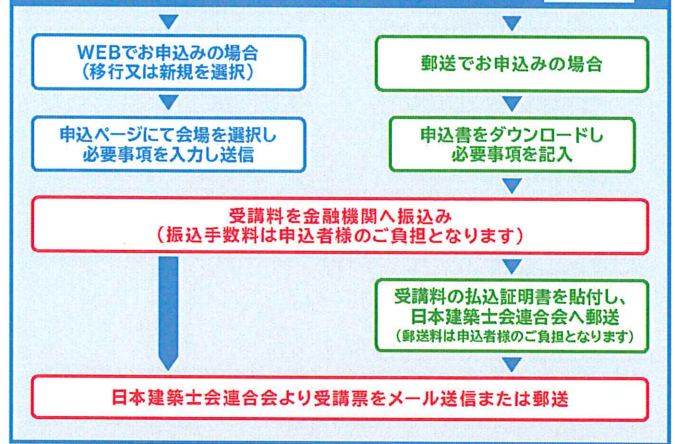 WEBでお申込みの場合
(移行又は新規を選択)
郵送でお申込みの場合
申込ページにて会場を選択し
必要事項を入力し送信
申込書をダウンロードし
必要事項を記入
受講料を金融機関へ振込み
(振込手数料は申込者様のご負担となります)
受講料の払込証明書を貼付し、
日本建築士会連合会へ郵送
(郵送料は申込者様のご負担となります)
日本建築士会連合会より受講票をメール送信または郵送